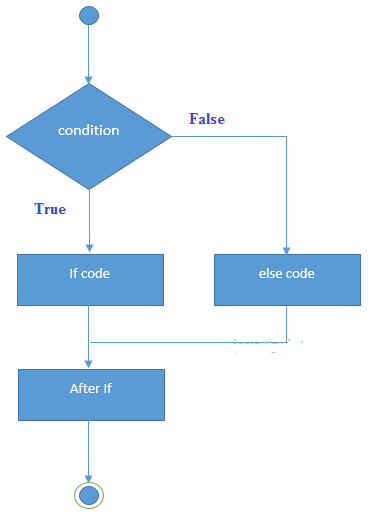 condition
False
True
If code
else code
After If